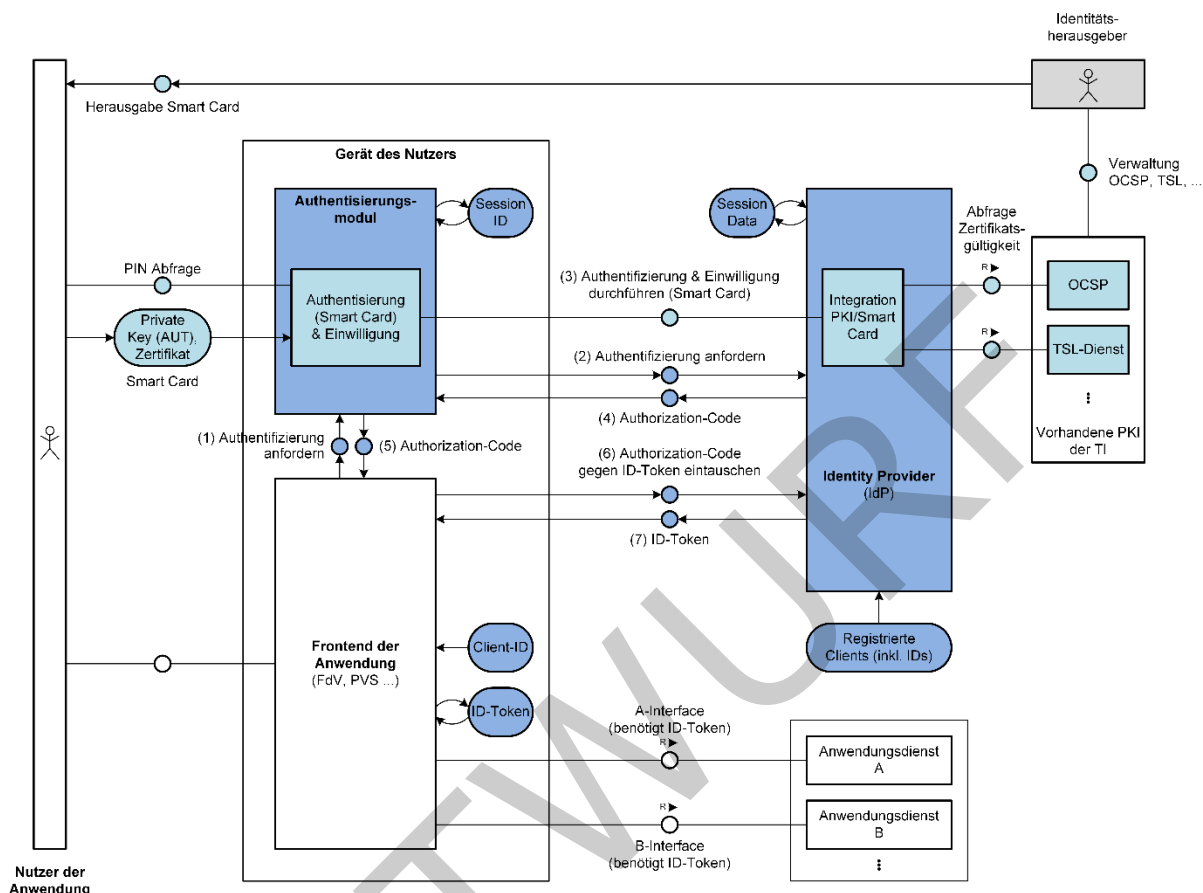 Identitäts-
herausgeber
Herausgabe Smart Card
Gerät des Nutzers
Verwaltung
OCSP, TSL, ...
Authentisierungs-
modul
Session
ID
Session
Data
Abfrage
Zertifikats-
gültigkeit
PIN Abfrage
(3) Authentifizierung & Einwilligung
durchführen (Smart Card)
R
OCSP
Authentisierung
(Smart Card)
& Einwilligung
Integration
PKI/Smart
Card
Private
Key (AUT),
Zertifikat
Smart Card
R
TSL-Dienst
(2) Authentifizierung anfordern
(4) Authorization-Code
Vorhandene PKI
der TI
(1) Authentifizierung
anfordern
(5) Authorization-Code
(6) Authorization-Code
gegen ID-Token eintauschen
Identity Provider
(IdP)
(7) ID-Token
Frontend der
Anwendung
(FdV, PVS ...)
Client-ID
Registrierte
Clients (inkl. IDs)
ID-Token
A-Interface
(benötigt ID-Token)
R
Anwendungsdienst
A
R
B-Interface
(benötigt ID-Token)
Anwendungsdienst
B
Nutzer der
Anwendung
TWURF